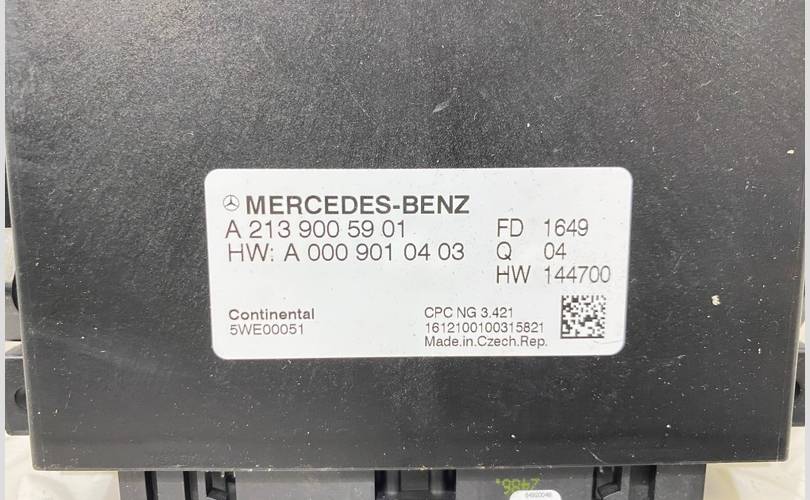 MERCEDES-BENZ
A 213 900 59 01
HW: A 000 901 04 03
FD 1649
Q 04
HW 144700
Continental
5WE00051
CPC NG 3.421
1612100100315821
Made.in.Czech.Rep.